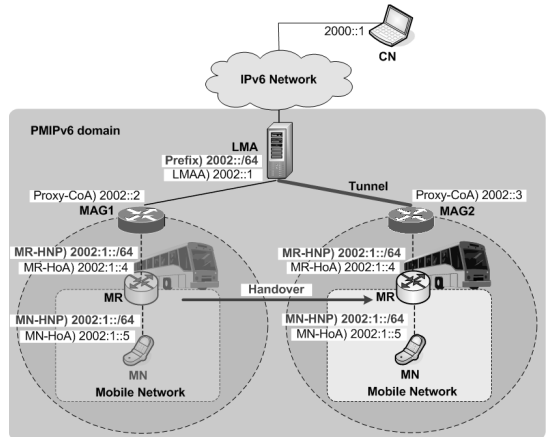 2000::1
CN
IPv6 Network
PMIPv6 domain
LMA
Prefix) 2002::/64
LMAA) 2002::1
Tunnel
Proxy-CoA) 2002::2
MAG1
Proxy-CoA) 2002::3
MAG2
MR-HNP) 2002:1::/64
MR-HoA) 2002:1::4
MR
MR-HNP) 2002:1::/64
MR-HoA) 2002:1::4
MR
Handover
MN-HNP) 2002:1::/64
MN-HoA) 2002:1::5
MN
Mobile Network
MN-HNP) 2002:1::/64
MN-HoA) 2002:1::5
MN
Mobile Network